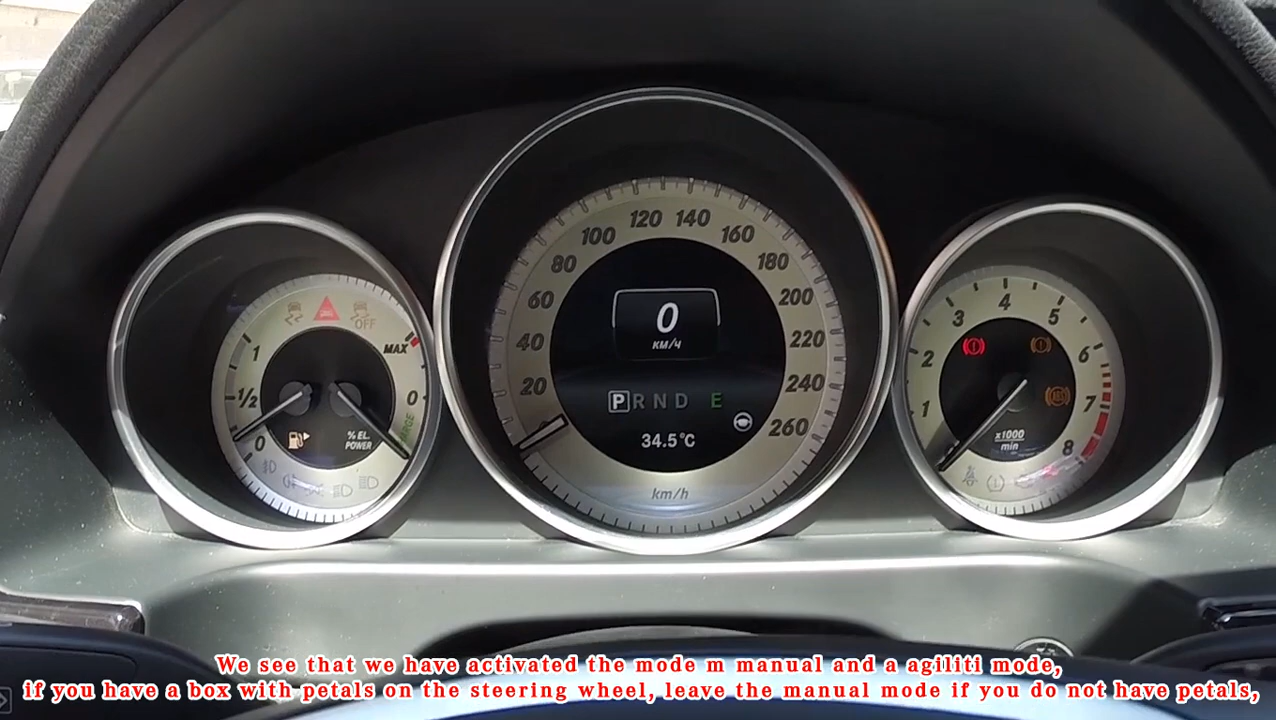 OFF
1
½
0
MAX
0
CHARGE
% EL.
POWER
20
40
60
80
100
120
140
160
180
200
220
240
260
0
км/ч
P R N D E
34.5°C
km/h
1
2
3
4
5
6
7
8
ABS
x1000
min
We see that we have activated the mode m manual and a agiliti mode,
if you have a box with petals on the steering wheel, leave the manual mode if you do not have petals,